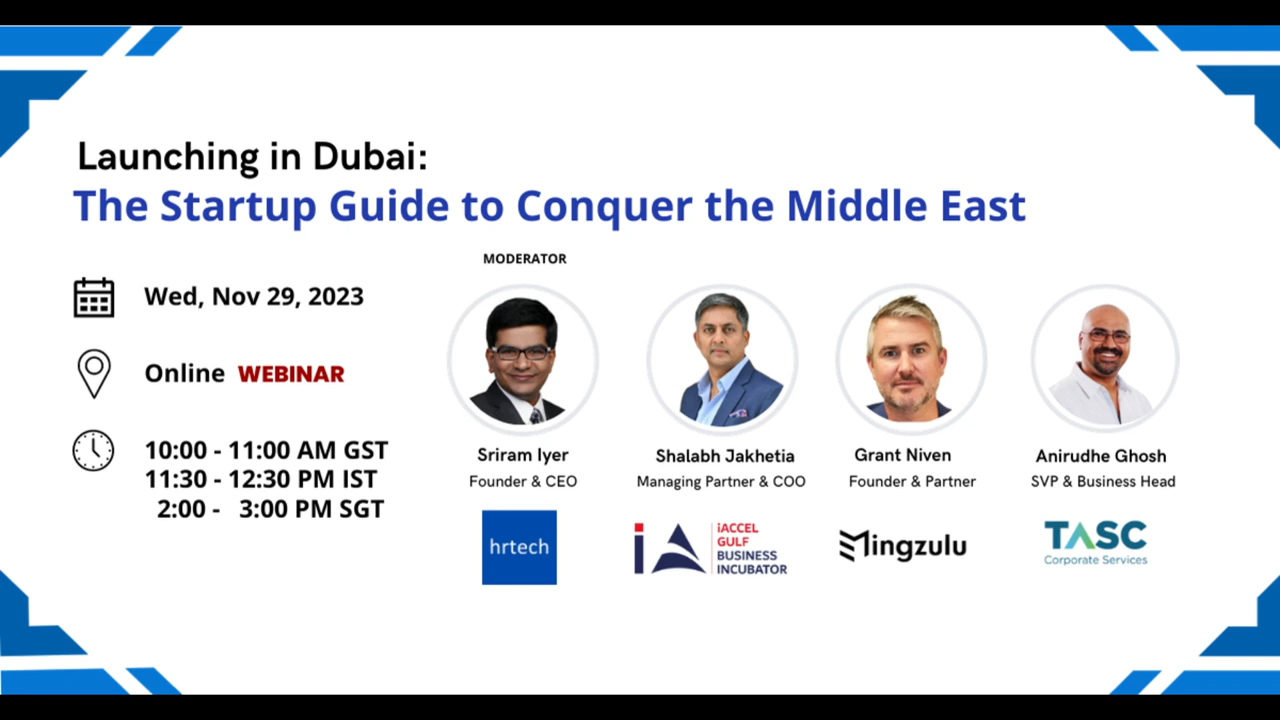 Launching in Dubai:
The Startup Guide to Conquer the Middle East
Wed, Nov 29, 2023
Online WEBINAR
10:00 - 11:00 AM GST
11:30 - 12:30 PM IST
2:00 - 3:00 PM SGT
MODERATOR
Sriram Iyer
Founder & CEO
hrtech
Shalabh Jakhetia
Managing Partner & COO
iA
iACCEL
GULF
BUSINESS
INCUBATOR
Grant Niven
Founder & Partner
Mingzulu
Anirudhe Ghosh
SVP & Business Head
TASC
Corporate Services